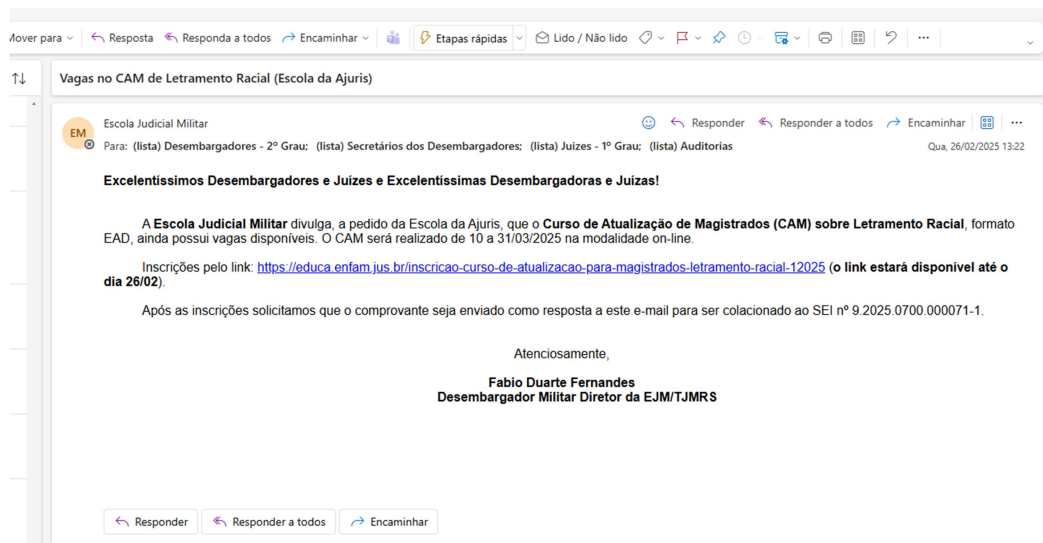 Mover para
Resposta
Responda a todos
Encaminhar
Etapas rápidas
Lido / Não lido
Vagas no CAM de Letramento Racial (Escola da Ajuris)
EM
Escola Judicial Militar
Responder
Responder a todos
Encaminhar
Para: (lista) Desembargadores - 2º Grau; (lista) Secretários dos Desembargadores; (lista) Juizes - 1º Grau; (lista) Auditorias
Qua, 26/02/2025 13:22
Excelentíssimos Desembargadores e Juízes e Excelentíssimas Desembargadoras e Juízas!
A Escola Judicial Militar divulga, a pedido da Escola da Ajuris, que o Curso de Atualização de Magistrados (CAM) sobre Letramento Racial, formato
EAD, ainda possui vagas disponíveis. O CAM será realizado de 10 a 31/03/2025 na modalidade on-line.
Inscrições pelo link: https://educa.enfam.jus.br/inscricao-curso-de-atualizacao-para-magistrados-letramento-racial-12025 (o link estará disponível até o
dia 26/02).
Após as inscrições solicitamos que o comprovante seja enviado como resposta a este e-mail para ser colacionado ao SEI nº 9.2025.0700.000071-1.
Atenciosamente,
Fabio Duarte Fernandes
Desembargador Militar Diretor da EJM/TJMRS
Responder
Responder a todos
Encaminhar